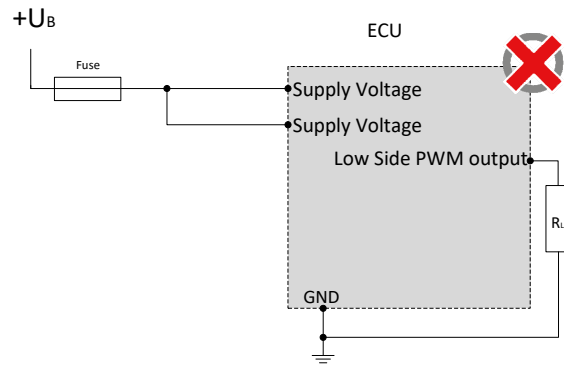 +UB
ECU
Fuse
Supply Voltage
Supply Voltage
Low Side PWM output
RL
GND